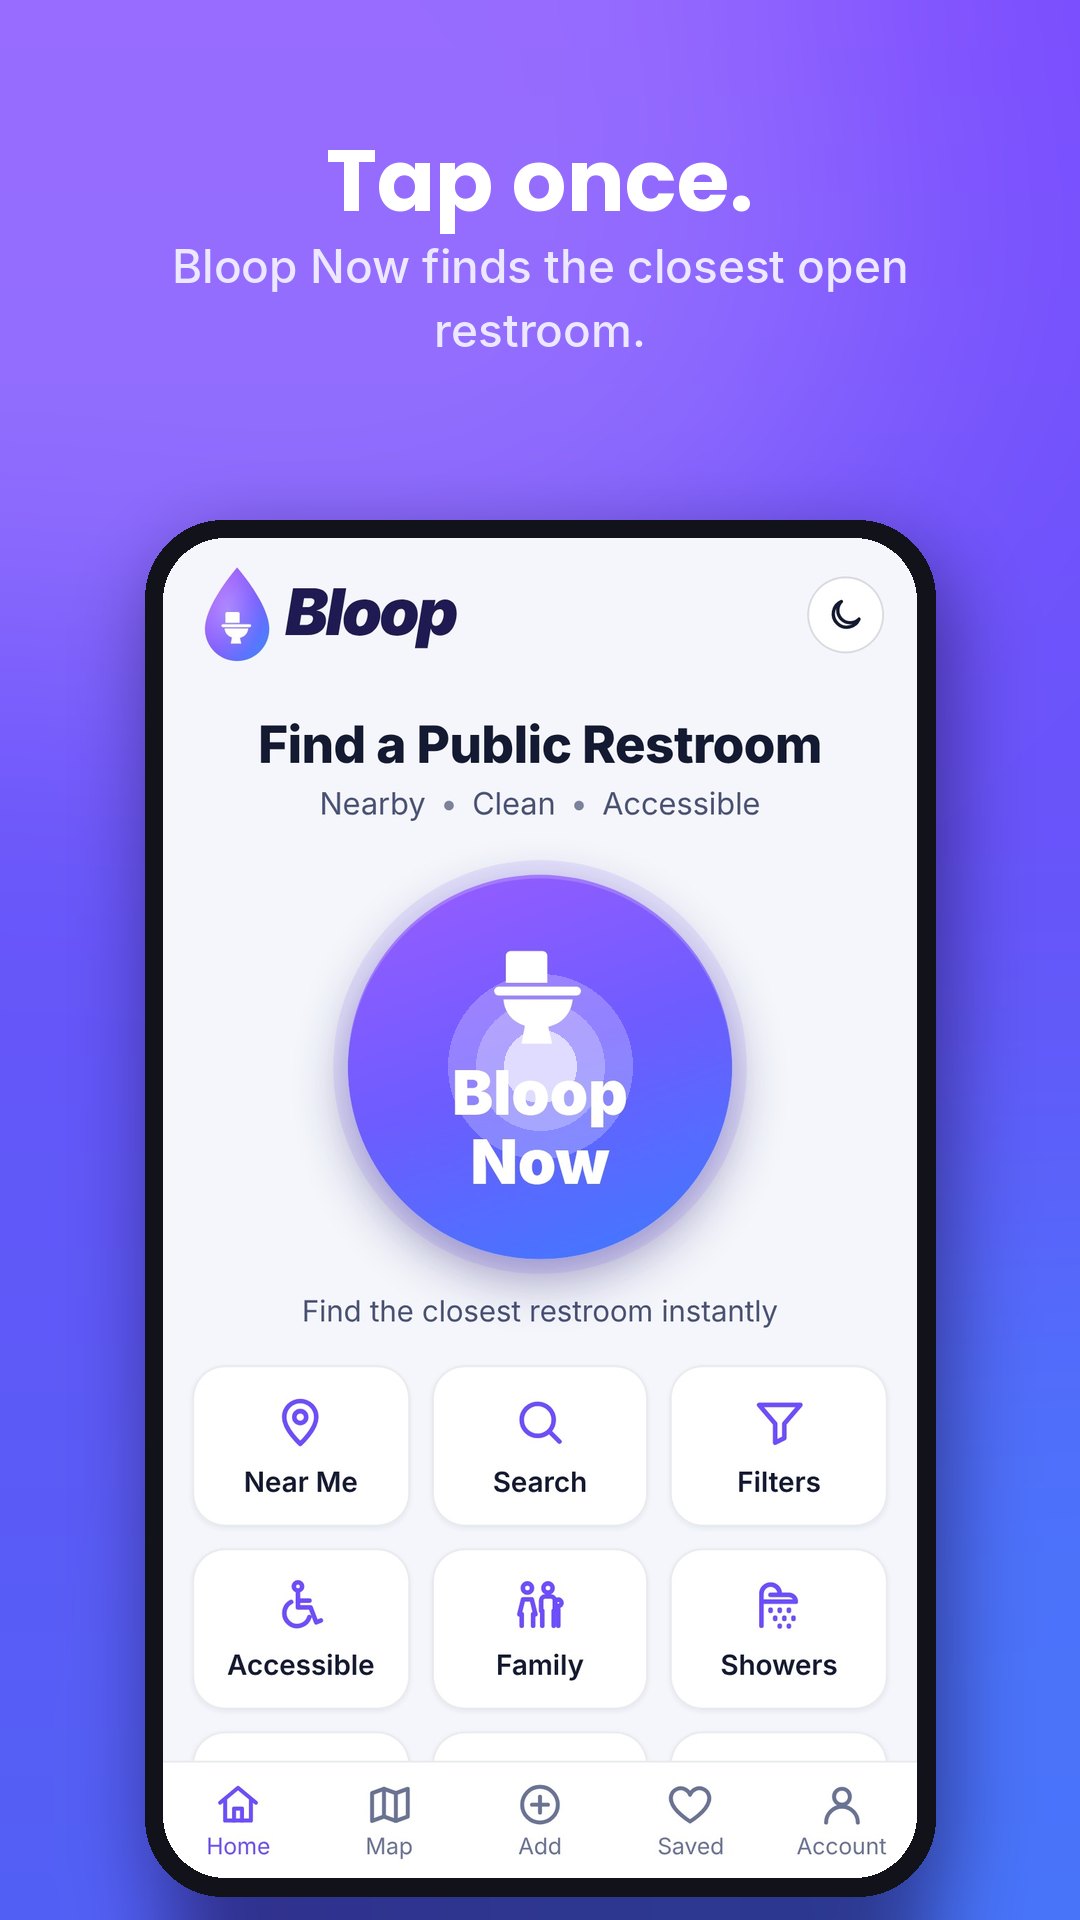 Tap once.
Bloop Now finds the closest open
restroom.
Bloop
Find a Public Restroom
Nearby • Clean • Accessible
Bloop
Now
Find the closest restroom instantly
Near Me
Search
Filters
Accessible
Family
Showers
Home
Map
Add
Saved
Account